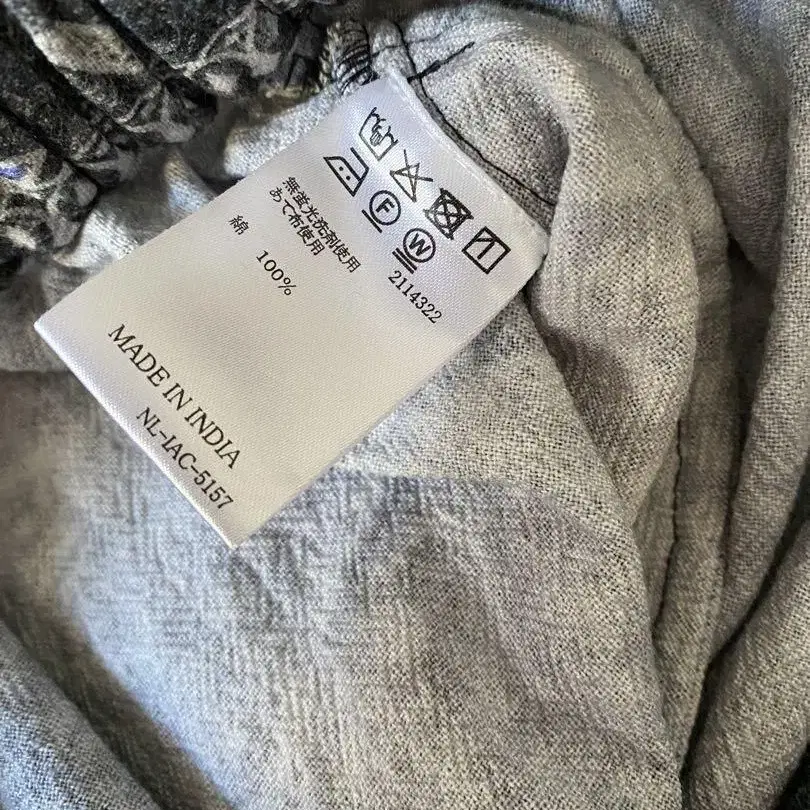 F
W
2114322
無蛍光洗剤使用
あて布使用
綿 100%
MADE IN INDIA
NL-IAC-5157